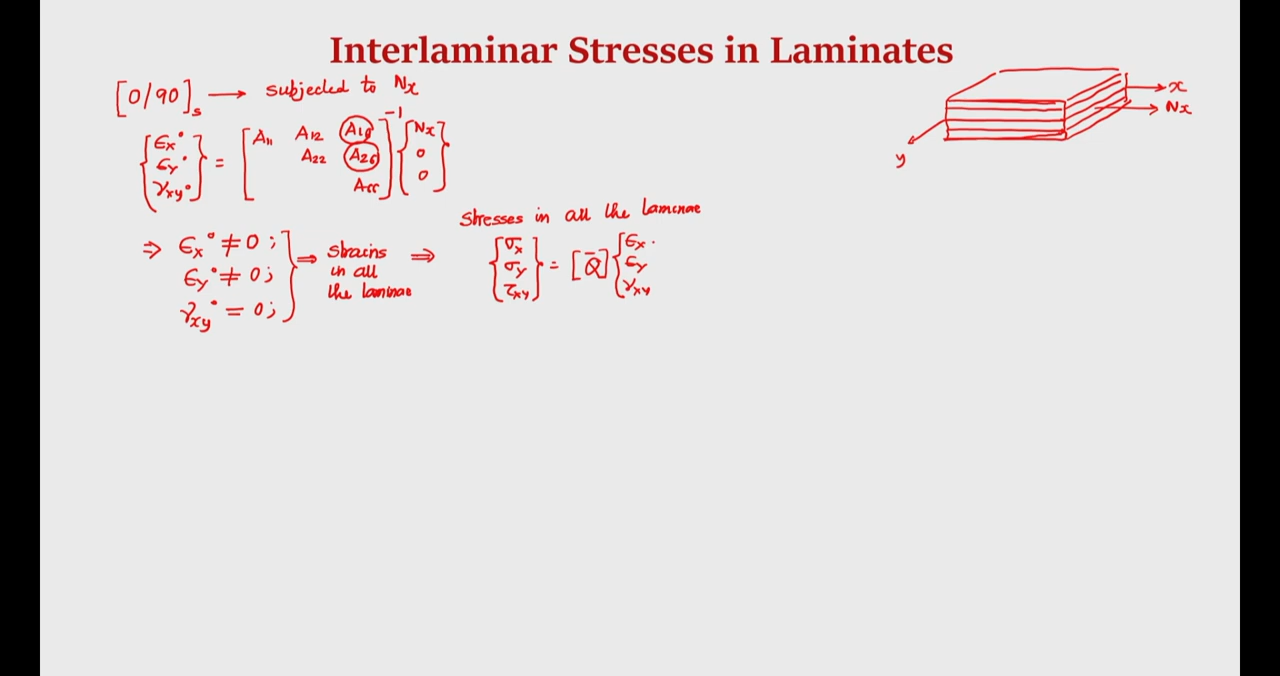 Interlaminar Stresses in Laminates
[0/90]s → subjected to Nx
{εx° εy° γxy°} = [A11 A12 A16 A22 A26 A66]⁻¹ {Nx 0 0}
x
Nx
y
⇒ εx° ≠ 0 ;
εy° ≠ 0 ;
γxy° = 0 ;
⇒ strains in all the laminae ⇒
Stresses in all the laminae
{σx σy τxy} = [Q̄] {εx εy γxy}